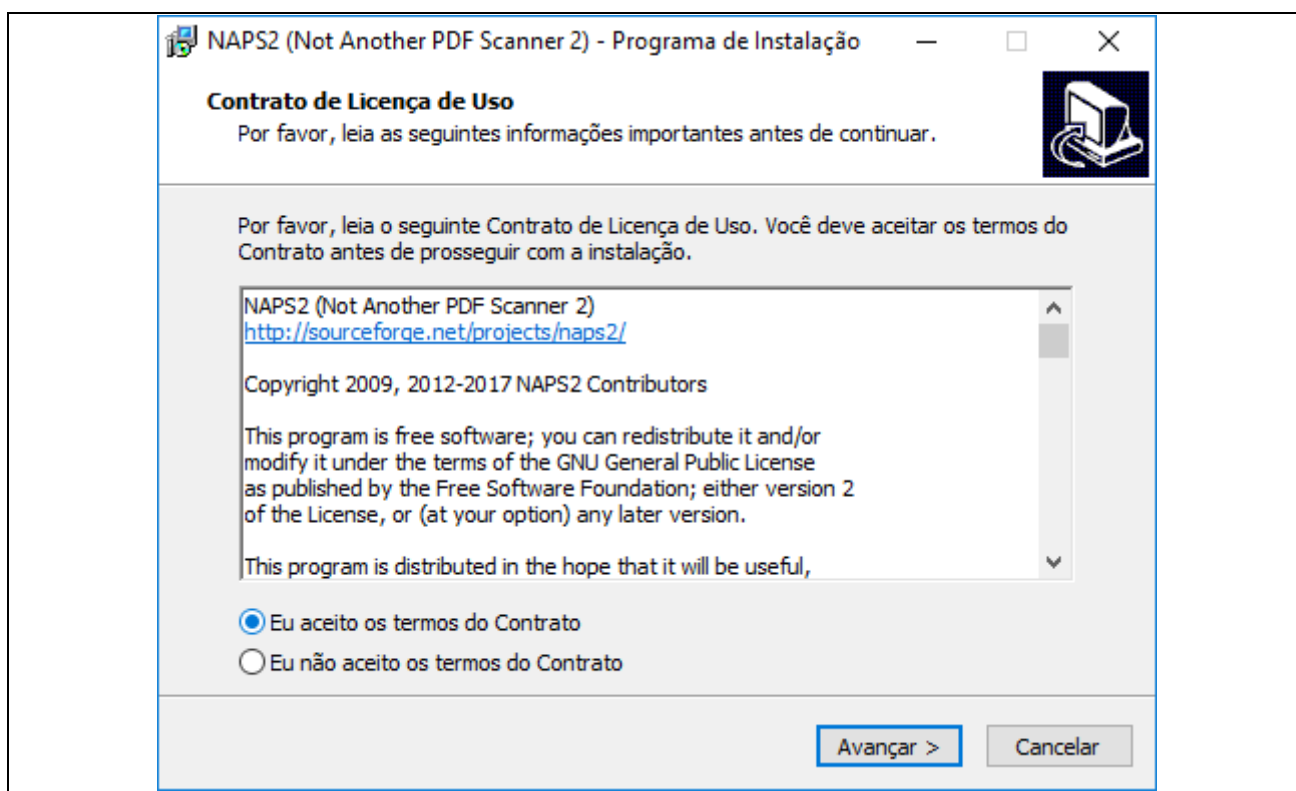 NAPS2 (Not Another PDF Scanner 2) - Programa de Instalação
Contrato de Licença de Uso
Por favor, leia as seguintes informações importantes antes de continuar.
Por favor, leia o seguinte Contrato de Licença de Uso. Você deve aceitar os termos do
Contrato antes de prosseguir com a instalação.
NAPS2 (Not Another PDF Scanner 2)
http://sourceforge.net/projects/naps2/
Copyright 2009, 2012-2017 NAPS2 Contributors
This program is free software; you can redistribute it and/or
modify it under the terms of the GNU General Public License
as published by the Free Software Foundation; either version 2
of the License, or (at your option) any later version.
This program is distributed in the hope that it will be useful,
Eu aceito os termos do Contrato
Eu não aceito os termos do Contrato
Avançar >
Cancelar